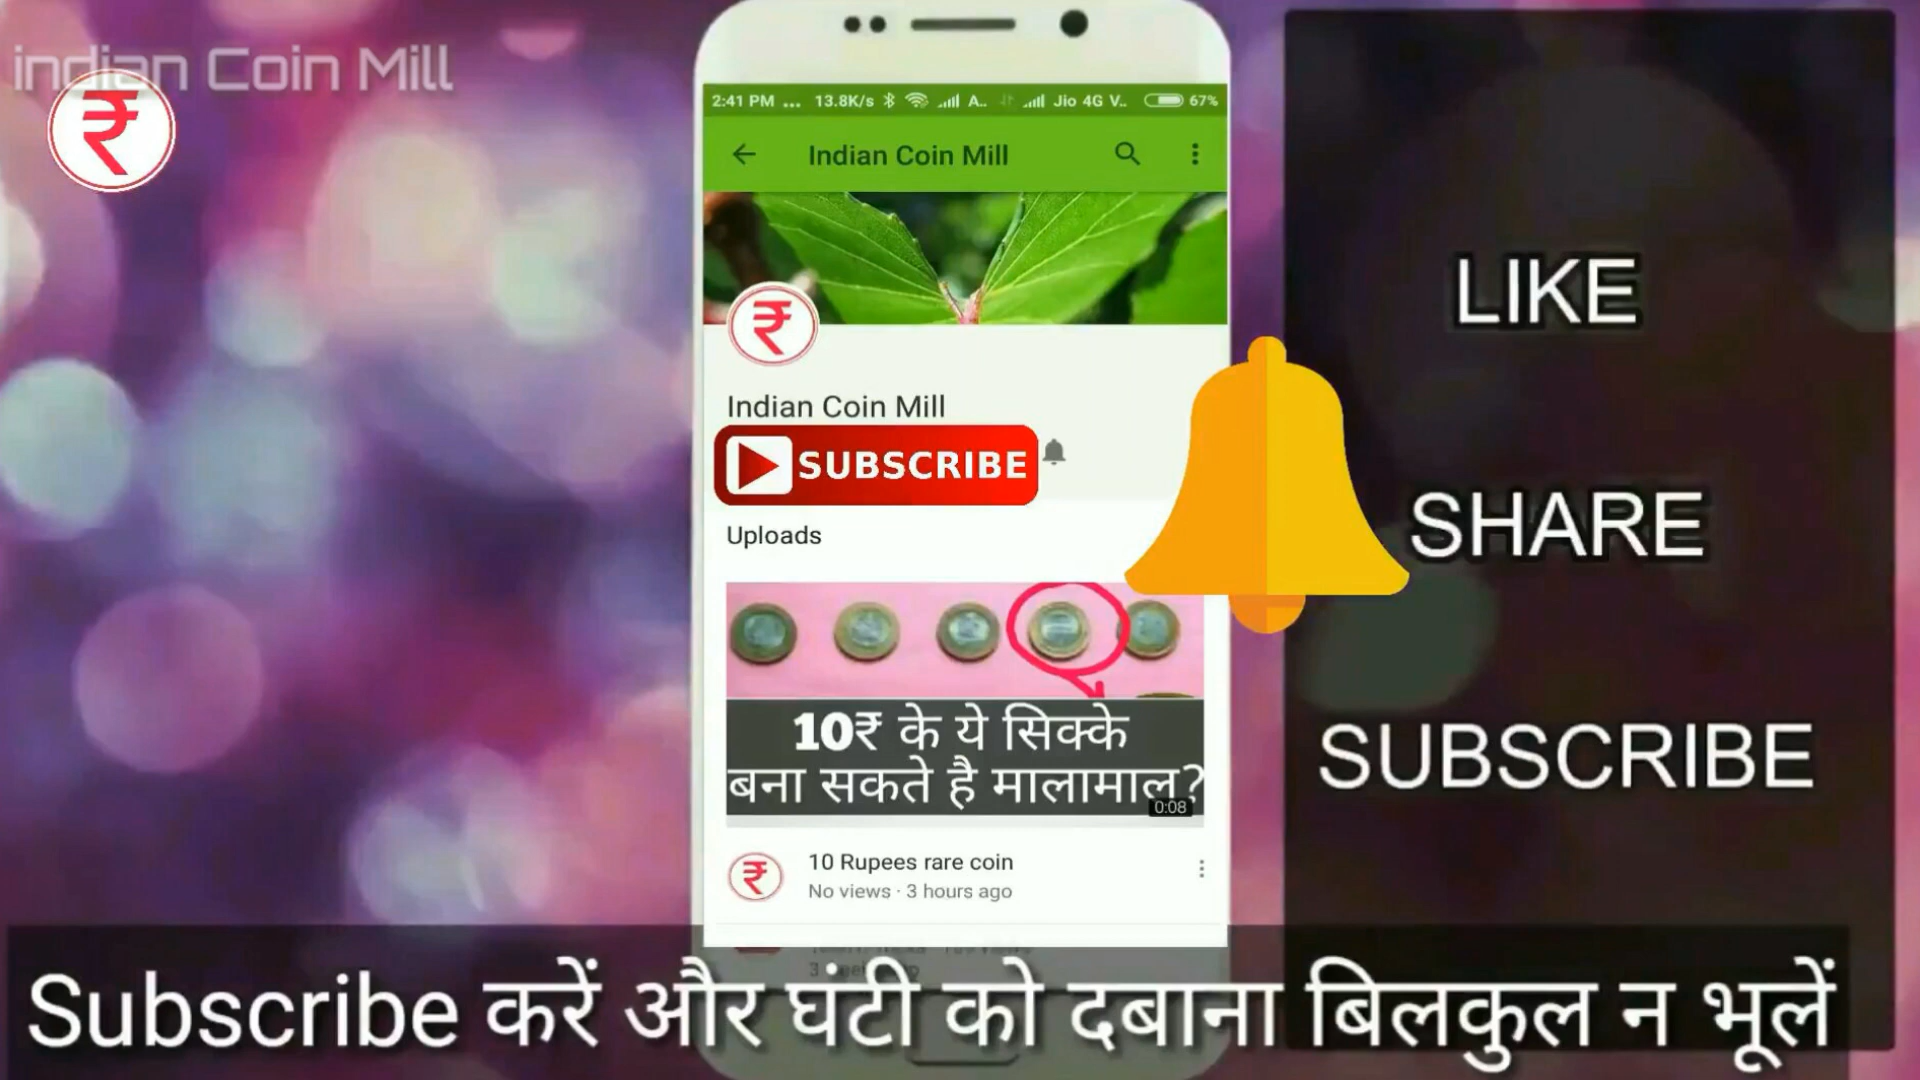 indian Coin Mill
₹
2:41 PM ... 13.8K/s A.. Jio 4G V.. 67%
Indian Coin Mill
₹
Indian Coin Mill
SUBSCRIBE
Uploads
10₹ के ये सिक्के
बना सकते है मालामाल?
0:08
₹
10 Rupees rare coin
No views · 3 hours ago
LIKE
SHARE
SUBSCRIBE
Subscribe करें और घंटी को दबाना बिलकुल न भूलें